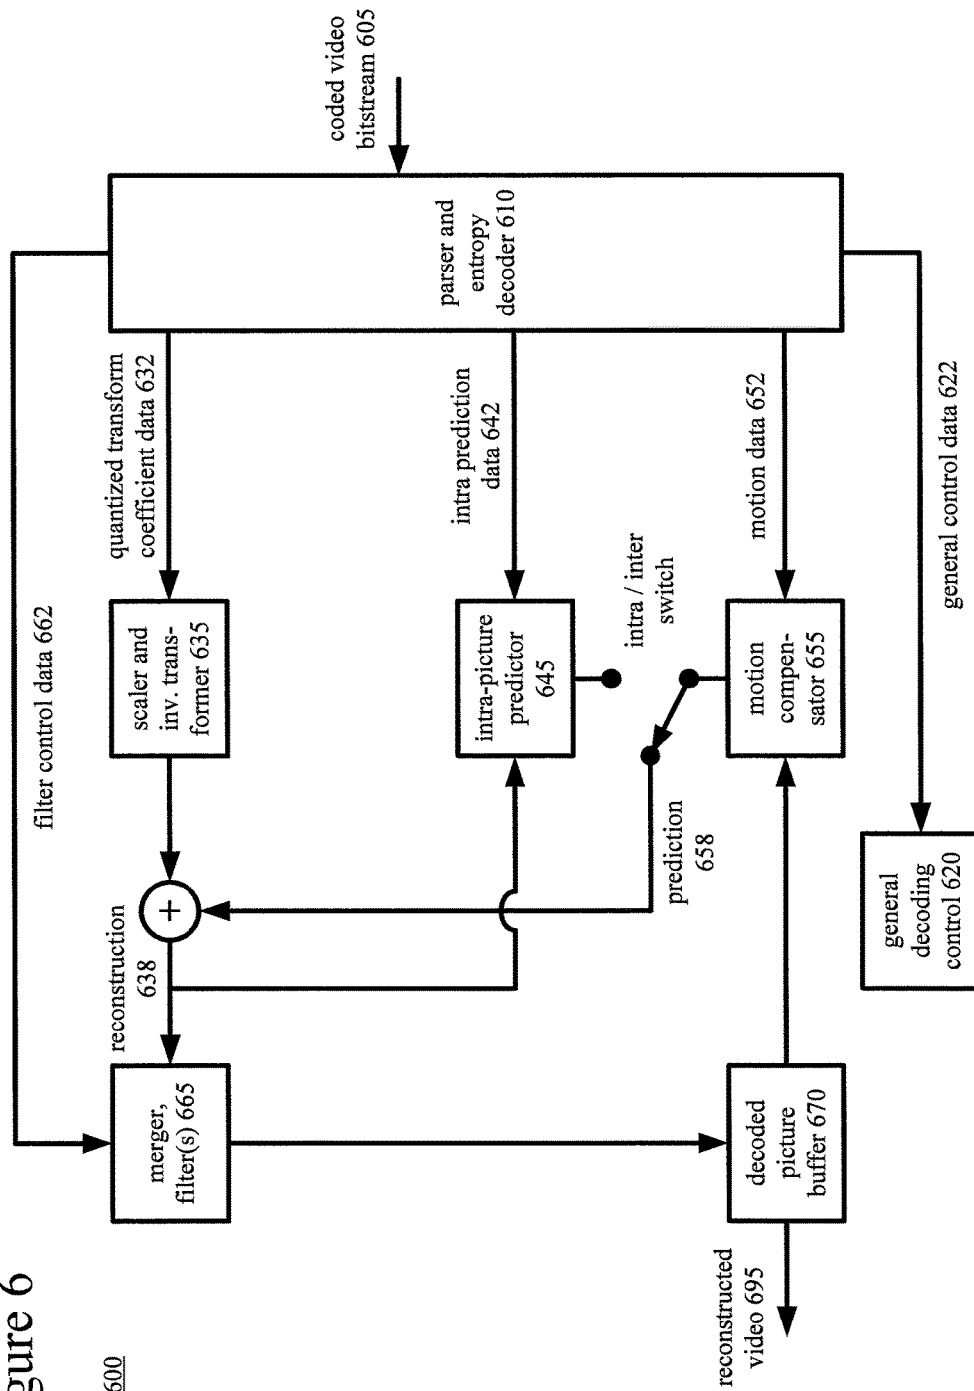 gure 6
600
coded video
bitstream 605
parser and
entropy
decoder 610
filter control data 662
quantized transform
coefficient data 632
intra prediction
data 642
motion data 652
general control data 622
scaler and
inv. trans-
former 635
intra-picture
predictor
645
intra / inter
switch
motion
compen-
sator 655
reconstruction
638
+
prediction
658
general
decoding
control 620
merger,
filter(s) 665
decoded
picture
buffer 670
reconstructed
video 695